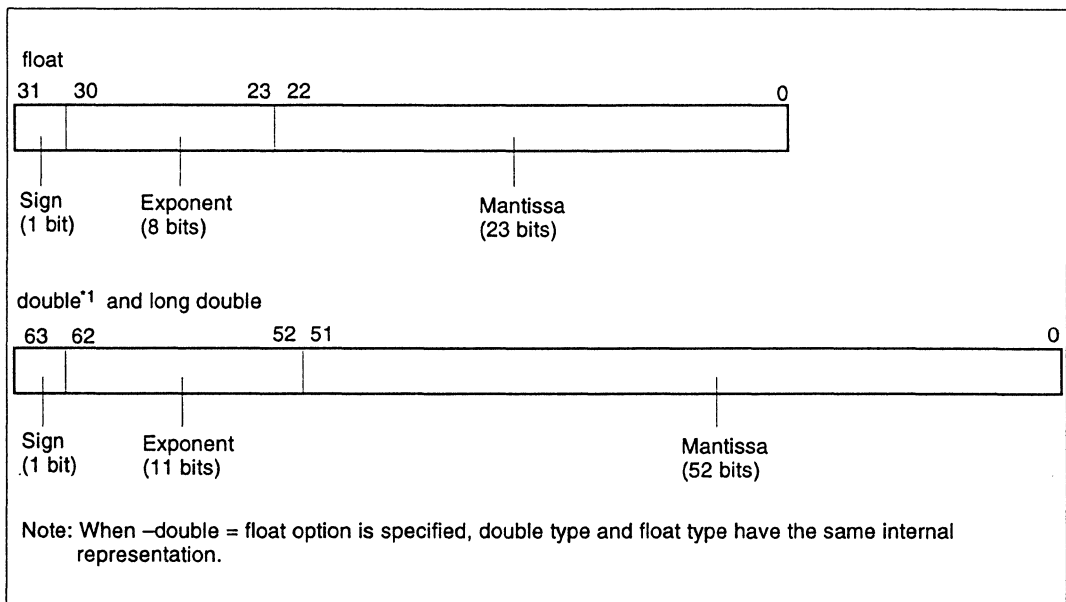 float
31 30 23 22 0
Sign Exponent Mantissa
(1 bit) (8 bits) (23 bits)
double*1 and long double
63 62 52 51 0
Sign Exponent Mantissa
(1 bit) (11 bits) (52 bits)
Note: When –double = float option is specified, double type and float type have the same internal
representation.